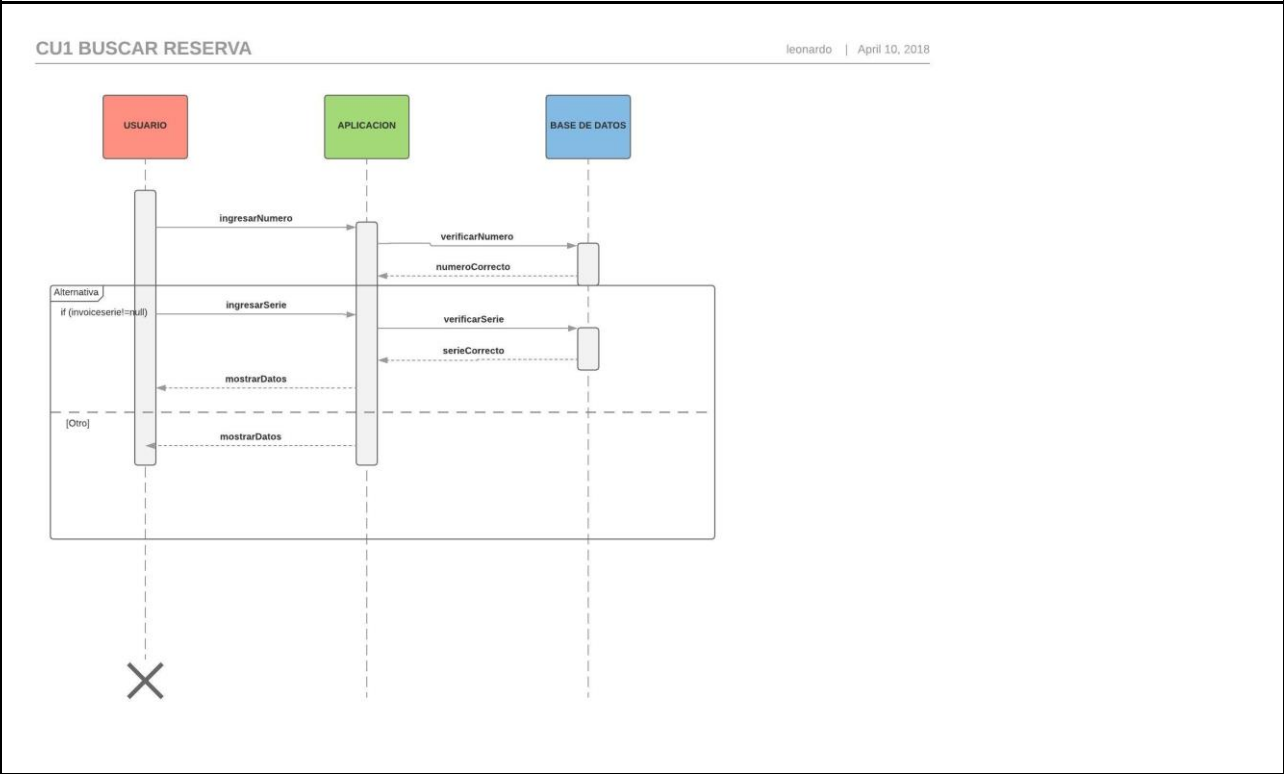 CU1 BUSCAR RESERVA
leonardo | April 10, 2018
USUARIO
APLICACION
BASE DE DATOS
ingresarNumero
verificarNumero
numeroCorrecto
Alternativa
if (invoiceserie!=null)
ingresarSerie
verificarSerie
serieCorrecto
mostrarDatos
[Otro]
mostrarDatos